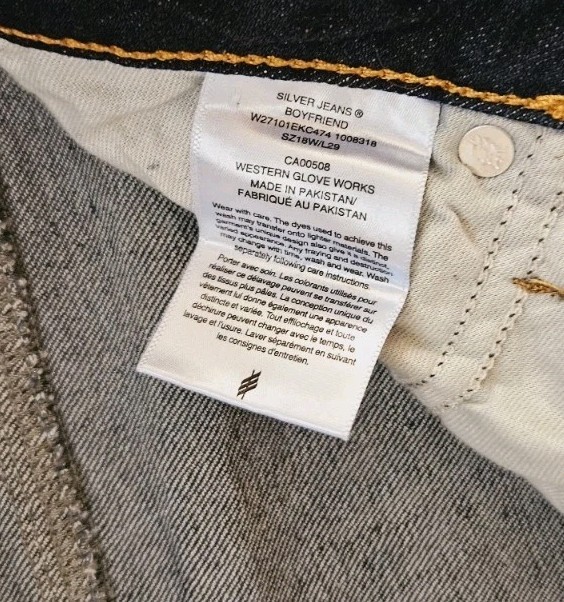 SILVER JEANS ®
BOYFRIEND
W27101EKC474 1008318
SZ18W/L29
CA00508
WESTERN GLOVE WORKS
MADE IN PAKISTAN/
FABRIQUÉ AU PAKISTAN
Wear with care. The dyes used to achieve this
wash may transfer onto lighter materials. The
garment's unique design also give it a distinct,
varied appearance. Any fraying and destruction
may change with time, wash and wear. Wash
separately following care instructions.
Porter avec soin. Les colorants utilisés pour
réaliser ce délavage peuvent se transférer sur
des tissus plus pâles. La conception unique du
vêtement lui donne également une apparence
distincte et variée. Tout effilochage et toute
déchirure peuvent changer avec le temps, le
lavage et l'usure. Laver séparément en suivant
les consignes d'entretien.